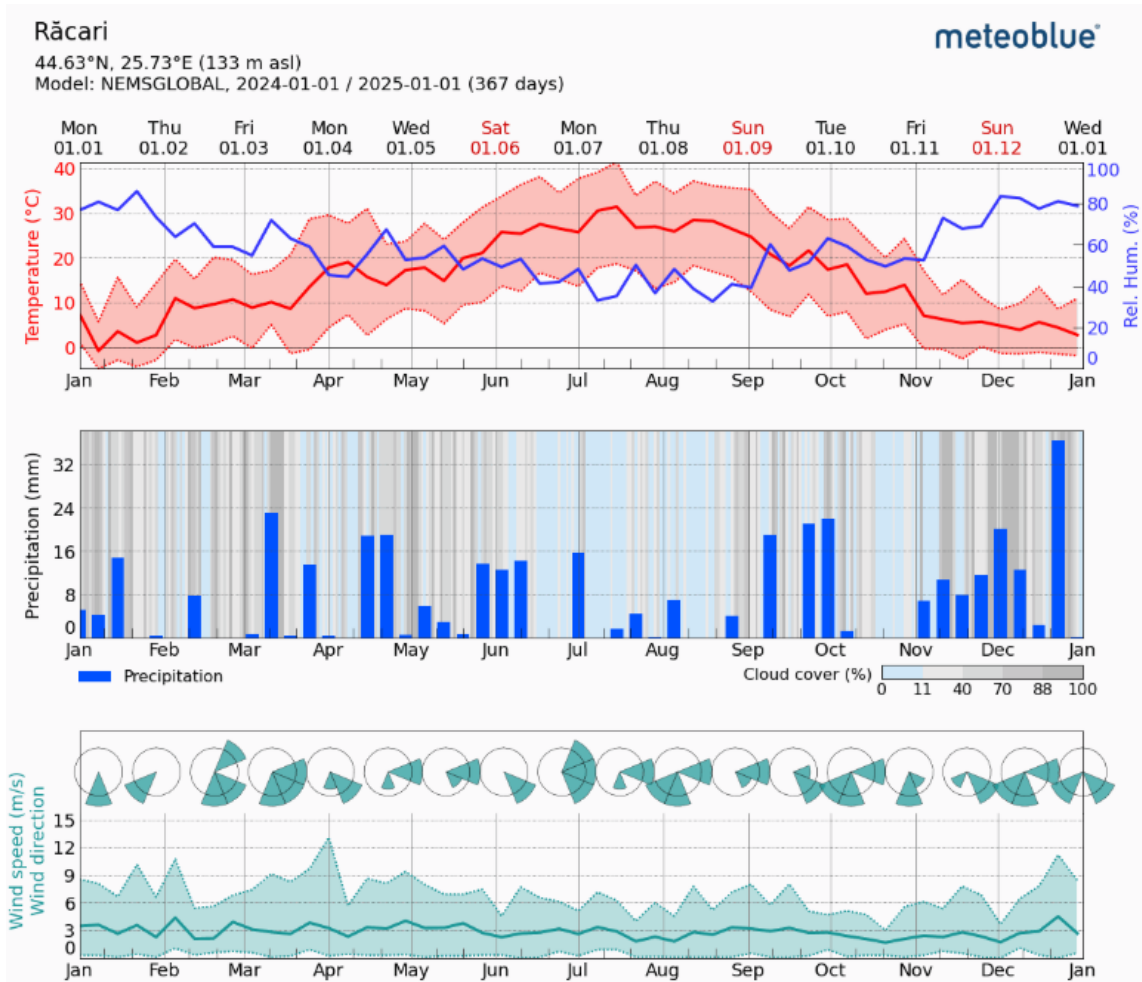 Răcari
meteoblue®
44.63°N, 25.73°E (133 m asl)
Model: NEMSGLOBAL, 2024-01-01 / 2025-01-01 (367 days)
Mon Thu Fri Mon Wed Sat Mon Thu Sun Tue Fri Sun Wed
01.01 01.02 01.03 01.04 01.05 01.06 01.07 01.08 01.09 01.10 01.11 01.12 01.01
Temperature (°C)
40
30
20
10
0
Rel. Hum. (%)
100
80
60
40
20
0
Jan Feb Mar Apr May Jun Jul Aug Sep Oct Nov Dec Jan
Precipitation (mm)
32
24
16
8
0
Jan Feb Mar Apr May Jun Jul Aug Sep Oct Nov Dec Jan
Precipitation
Cloud cover (%)
0 11 40 70 88 100
Wind speed (m/s)
Wind direction
15
12
9
6
3
0
Jan Feb Mar Apr May Jun Jul Aug Sep Oct Nov Dec Jan